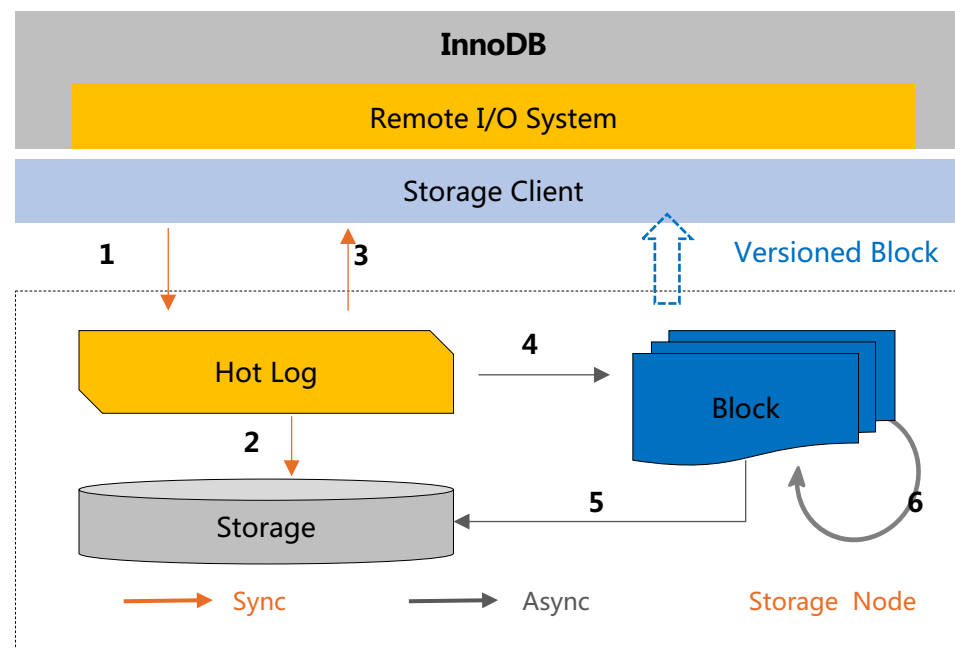 InnoDB
Remote I/O System
Storage Client
1
3
Versioned Block
Hot Log
4
Block
2
Storage
5
6
Sync
Async
Storage Node